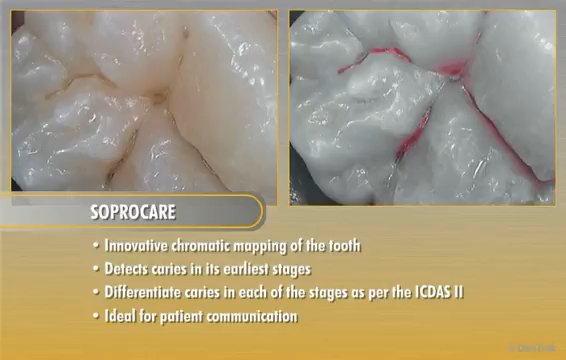 SOPROCARE
• Innovative chromatic mapping of the tooth
• Detects caries in its earliest stages
• Differentiate caries in each of the stages as per the ICDAS II
• Ideal for patient communication